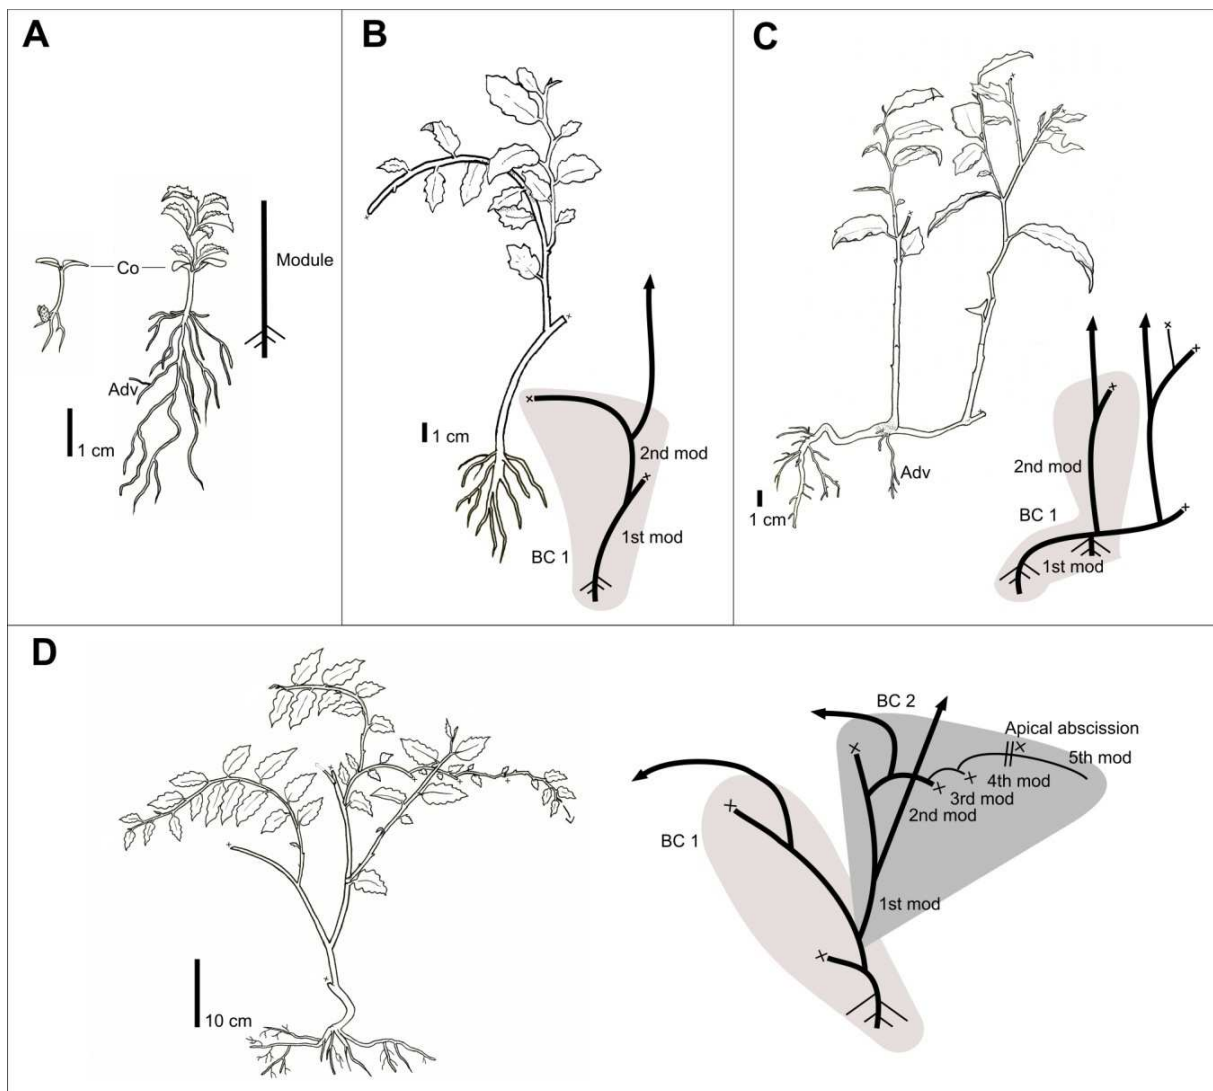 A
B
C
Co
Module
Adv
1 cm
1 cm
2nd mod
1st mod
BC 1
Adv
1 cm
2nd mod
BC 1
1st mod
D
10 cm
BC 2
Apical abscission
5th mod
4th mod
3rd mod
2nd mod
BC 1
1st mod